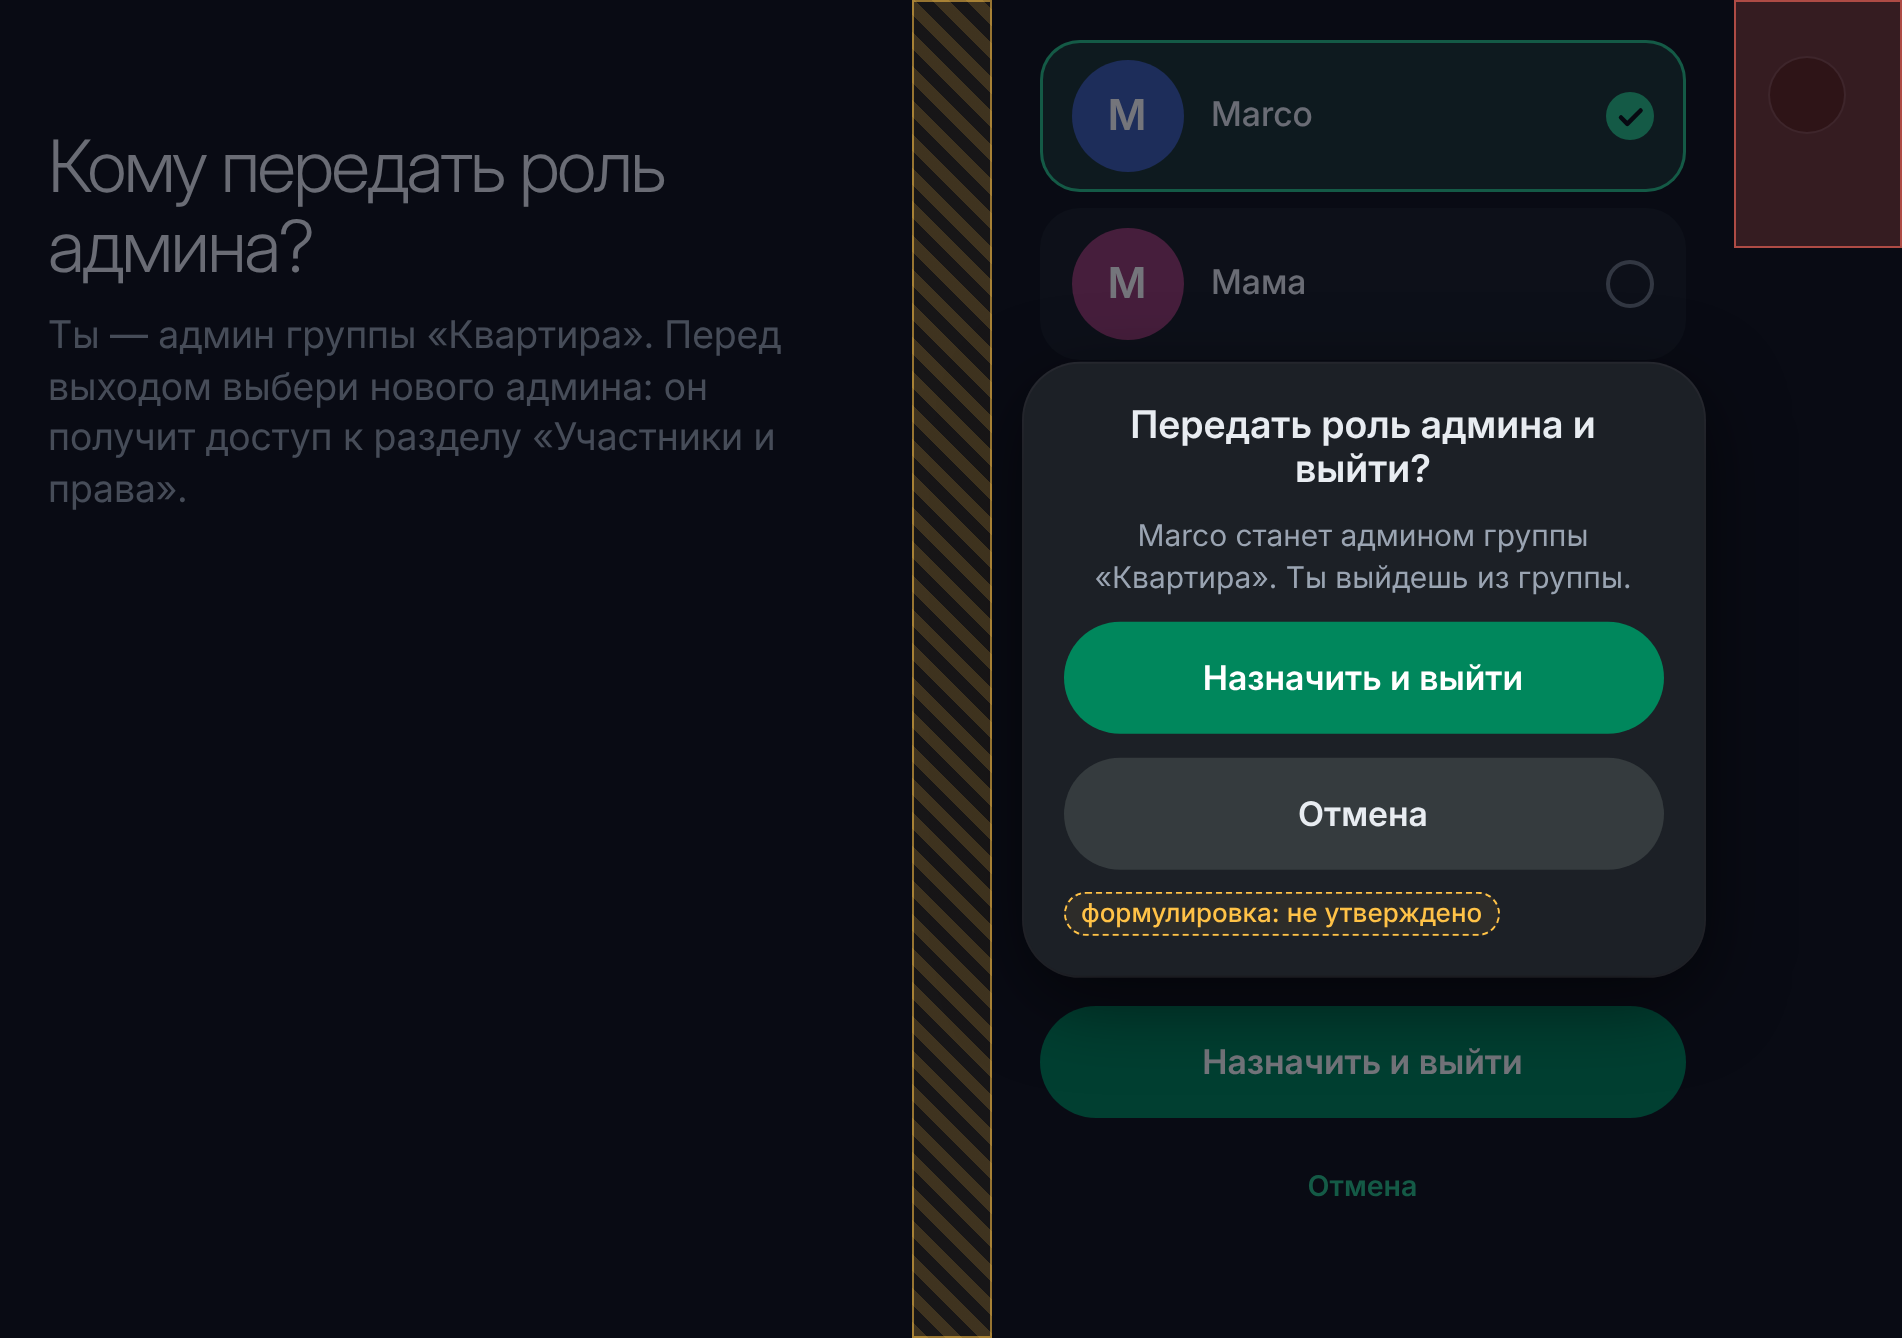 Кому передать роль
админа?
Ты — админ группы «Квартира». Перед
выходом выбери нового админа: он
получит доступ к разделу «Участники и
права».
M
Marco
М
Мама
Передать роль админа и
выйти?
Marco станет админом группы
«Квартира». Ты выйдешь из группы.
Назначить и выйти
Отмена
формулировка: не утверждено
Назначить и выйти
Отмена